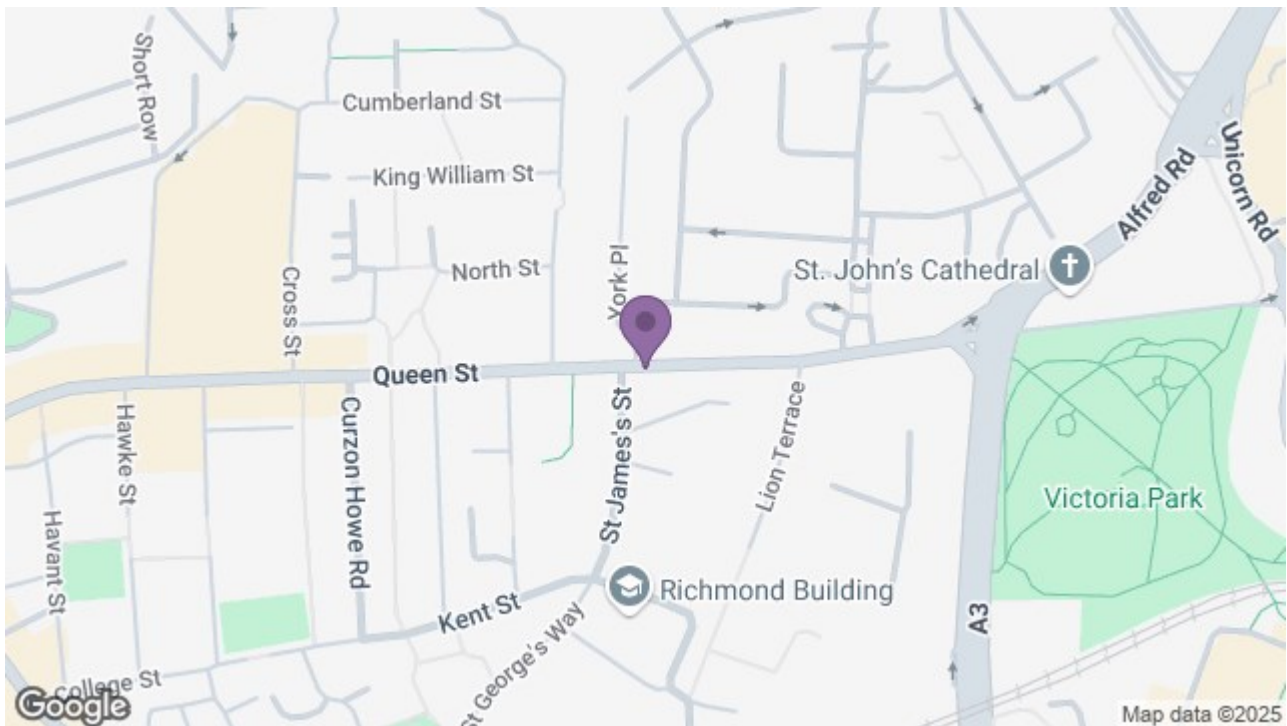 Short Row
Cumberland St
King William St
North St
York Pl
Cross St
Alfred Rd
Unicorn Rd
St. John's Cathedral
Queen St
Hawke St
Curzon Howe Rd
St James's St
Lion Terrace
Victoria Park
Havant St
Richmond Building
Kent St
St George's Way
A3
College St
Google
Map data ©2025